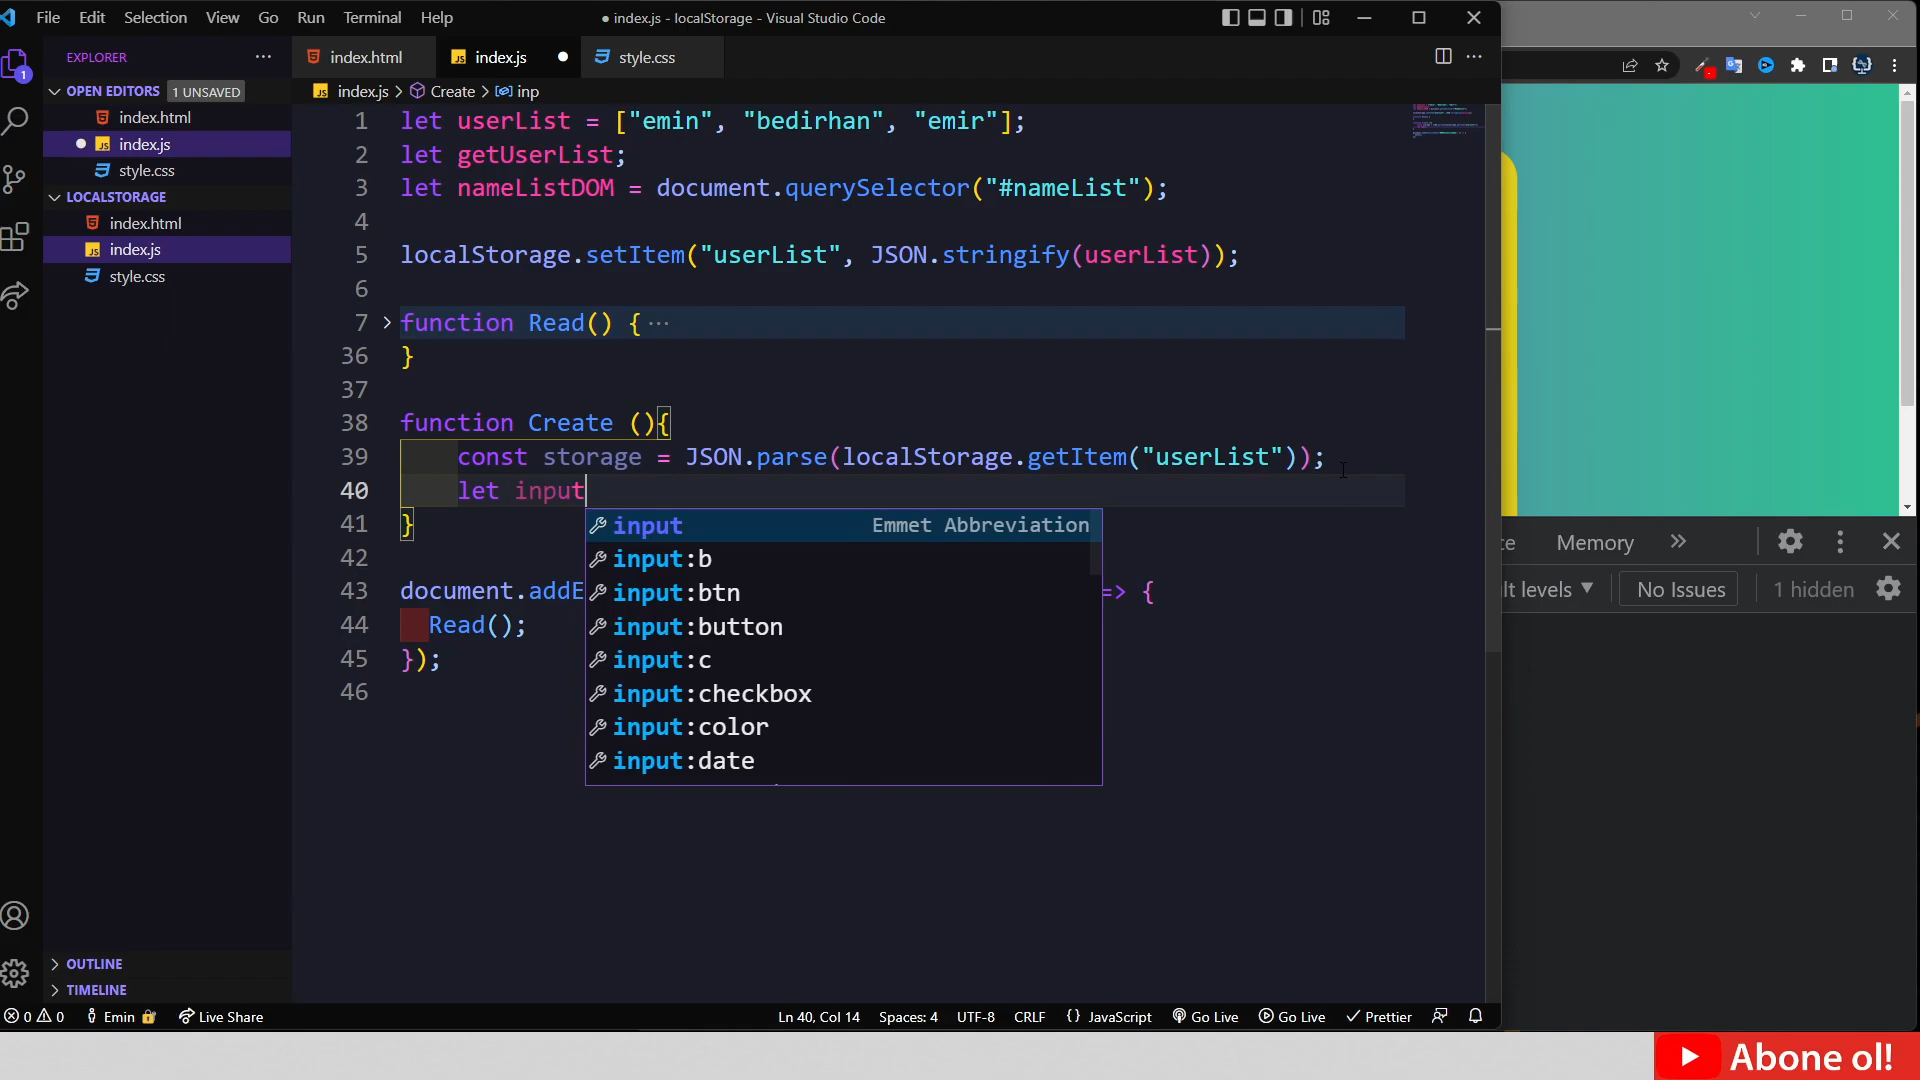 File Edit Selection View Go Run Terminal Help
● index.js - localStorage - Visual Studio Code
EXPLORER
OPEN EDITORS 1 UNSAVED
index.html
index.js
style.css
LOCALSTORAGE
index.html
index.js
style.css
OUTLINE
TIMELINE
1
index.html index.js style.css
index.js > Create > inp
1 let userList = ["emin", "bedirhan", "emir"];
2 let getUserList;
3 let nameListDOM = document.querySelector("#nameList");
4
5 localStorage.setItem("userList", JSON.stringify(userList));
6
7 function Read() { ···
36 }
37
38 function Create (){
39 const storage = JSON.parse(localStorage.getItem("userList"));
40 let input
41 }
42
43 document.addE => {
44 Read();
45 });
46
input Emmet Abbreviation
input:b
input:btn
input:button
input:c
input:checkbox
input:color
input:date
Memory
No Issues
1 hidden
0 0 Emin Live Share
Ln 40, Col 14 Spaces: 4 UTF-8 CRLF {} JavaScript Go Live Go Live Prettier
Abone ol!